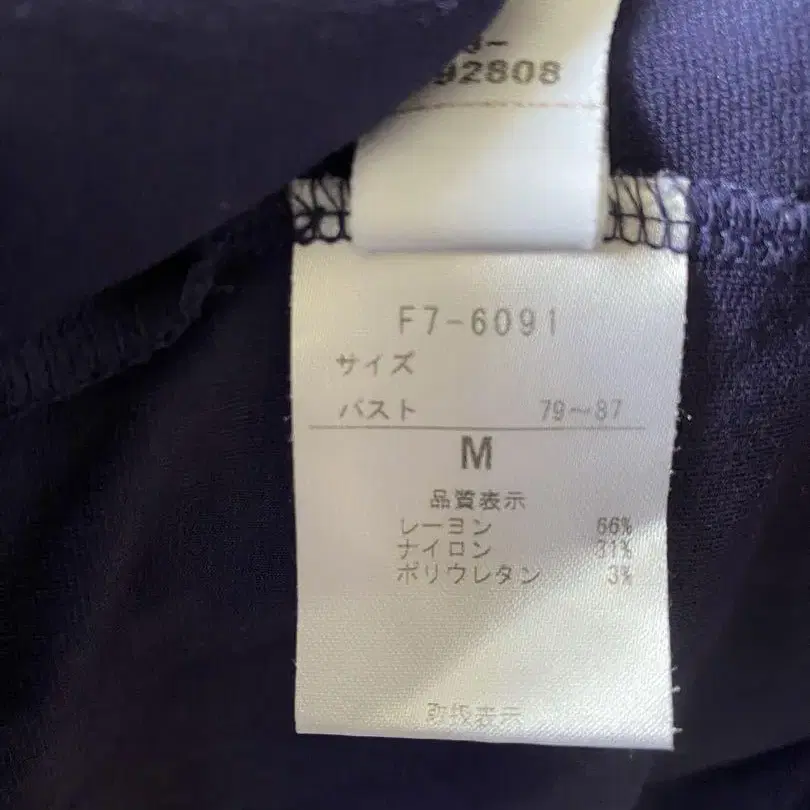 92808
F7-6091
サイズ
バスト 79～87
M
品質表示
レーヨン 66%
ナイロン 31%
ポリウレタン 3%
取扱表示